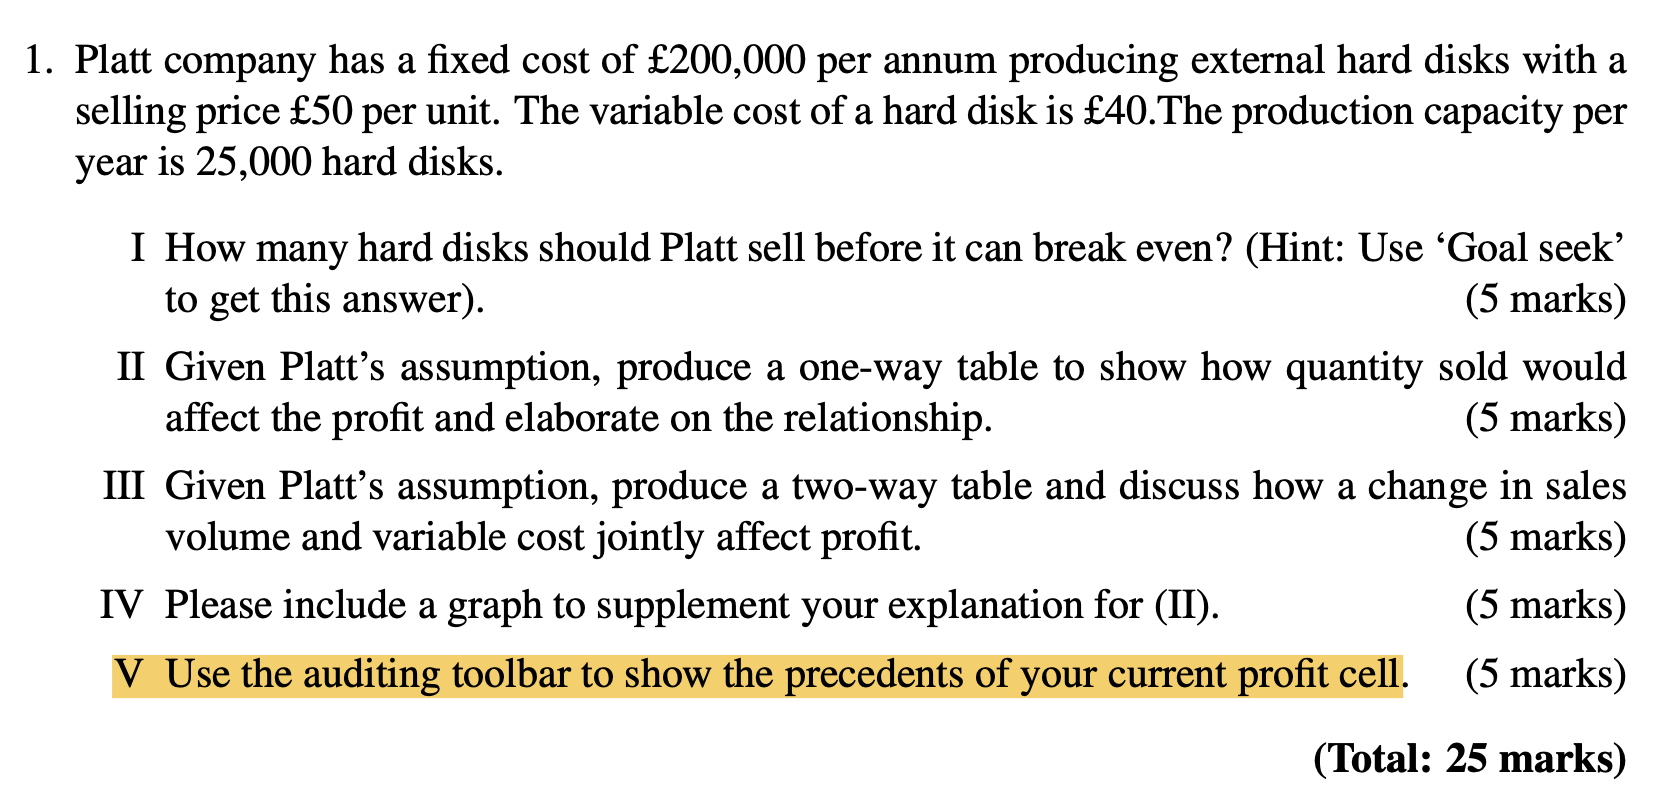 1. Platt company has a fixed cost of £200,000 per annum producing external hard disks with a
selling price £50 per unit. The variable cost of a hard disk is £40.The production capacity per
year is 25,000 hard disks.
I How many hard disks should Platt sell before it can break even? (Hint: Use ‘Goal seek’
to get this answer). (5 marks)
II Given Platt’s assumption, produce a one-way table to show how quantity sold would
affect the profit and elaborate on the relationship. (5 marks)
III Given Platt’s assumption, produce a two-way table and discuss how a change in sales
volume and variable cost jointly affect profit. (5 marks)
IV Please include a graph to supplement your explanation for (II). (5 marks)
V Use the auditing toolbar to show the precedents of your current profit cell. (5 marks)
(Total: 25 marks)